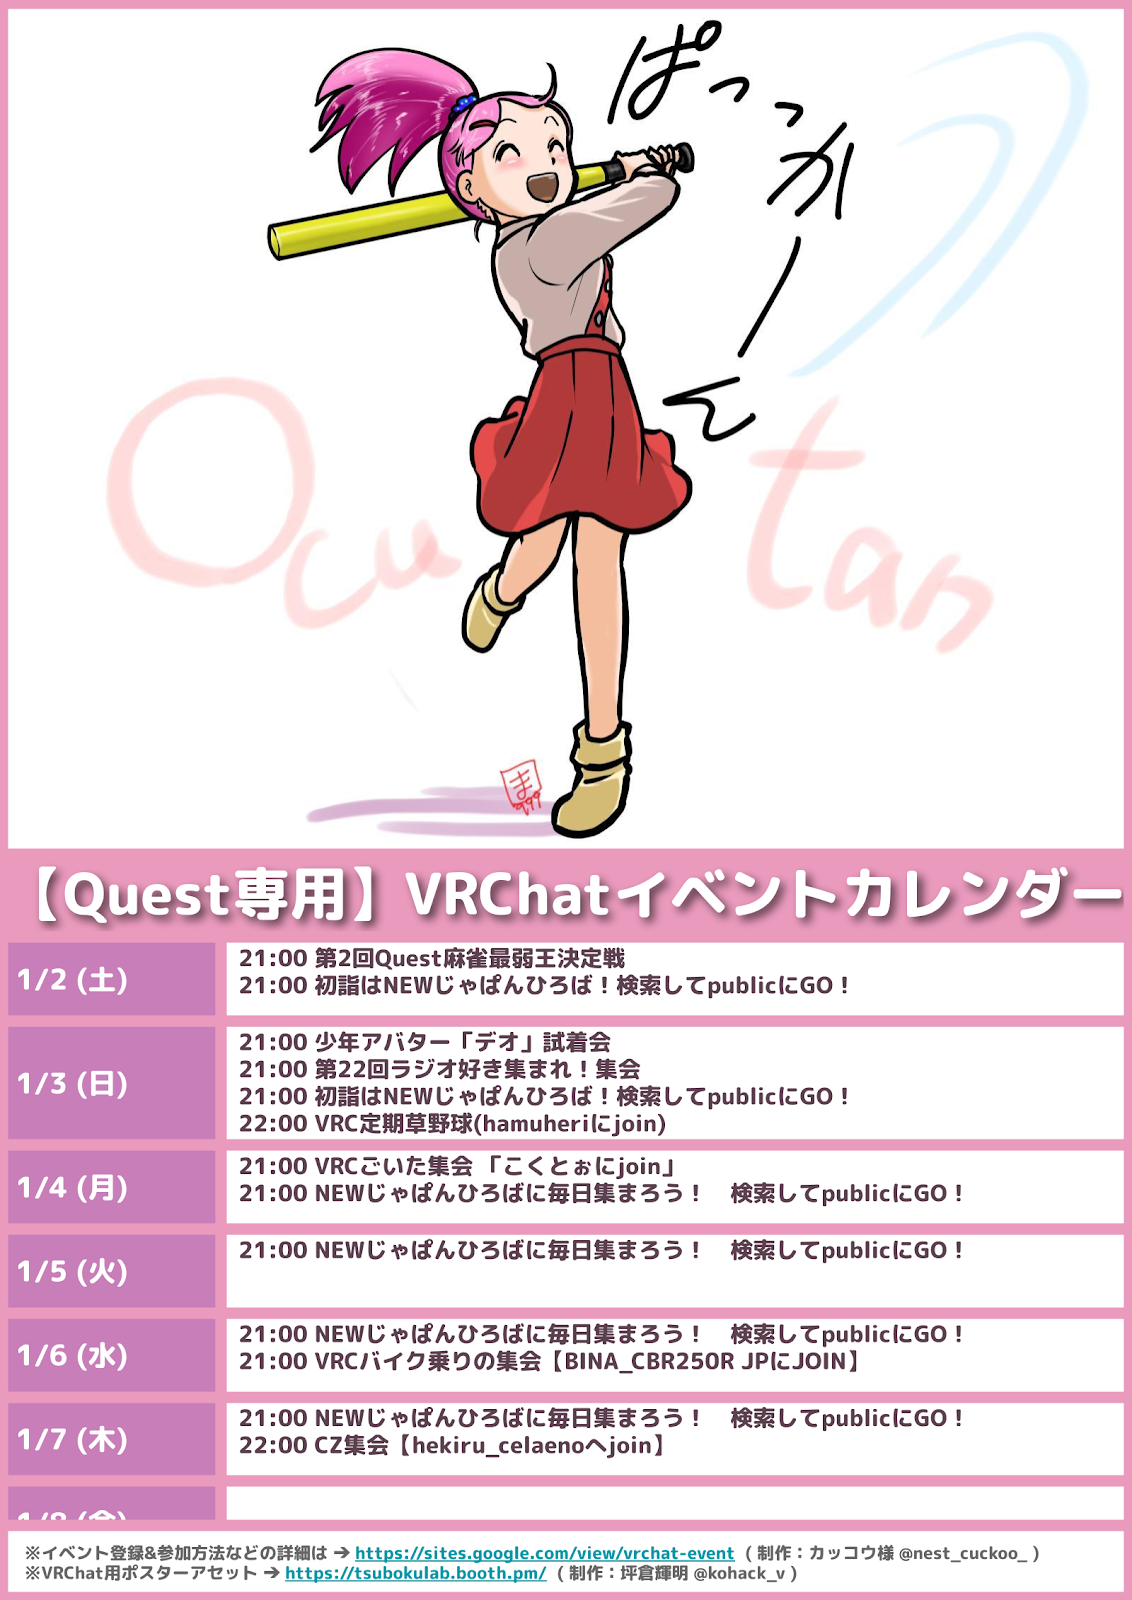 ぱっっカーん
Ocu tan
ま
999
【Quest専用】VRChatイベントカレンダー
1/2 (土)
21:00 第2回Quest麻雀最弱王決定戦
21:00 初詣はNEWじゃぱんひろば！検索してpublicにGO！
1/3 (日)
21:00 少年アバター「デオ」試着会
21:00 第22回ラジオ好き集まれ！集会
21:00 初詣はNEWじゃぱんひろば！検索してpublicにGO！
22:00 VRC定期草野球(hamuheriにjoin)
1/4 (月)
21:00 VRCごいた集会 「こくとぉにjoin」
21:00 NEWじゃぱんひろばに毎日集まろう！　検索してpublicにGO！
1/5 (火)
21:00 NEWじゃぱんひろばに毎日集まろう！　検索してpublicにGO！
1/6 (水)
21:00 NEWじゃぱんひろばに毎日集まろう！　検索してpublicにGO！
21:00 VRCバイク乗りの集会【BINA_CBR250R JPにJOIN】
1/7 (木)
21:00 NEWじゃぱんひろばに毎日集まろう！　検索してpublicにGO！
22:00 CZ集会【hekiru_celaenoへjoin】
1/8 (金)
※イベント登録&参加方法などの詳細は ➔ https://sites.google.com/view/vrchat-event （制作：カッコウ様 @nest_cuckoo_ ）
※VRChat用ポスターアセット ➔ https://tsubokulab.booth.pm/ （制作：坪倉輝明 @kohack_v ）